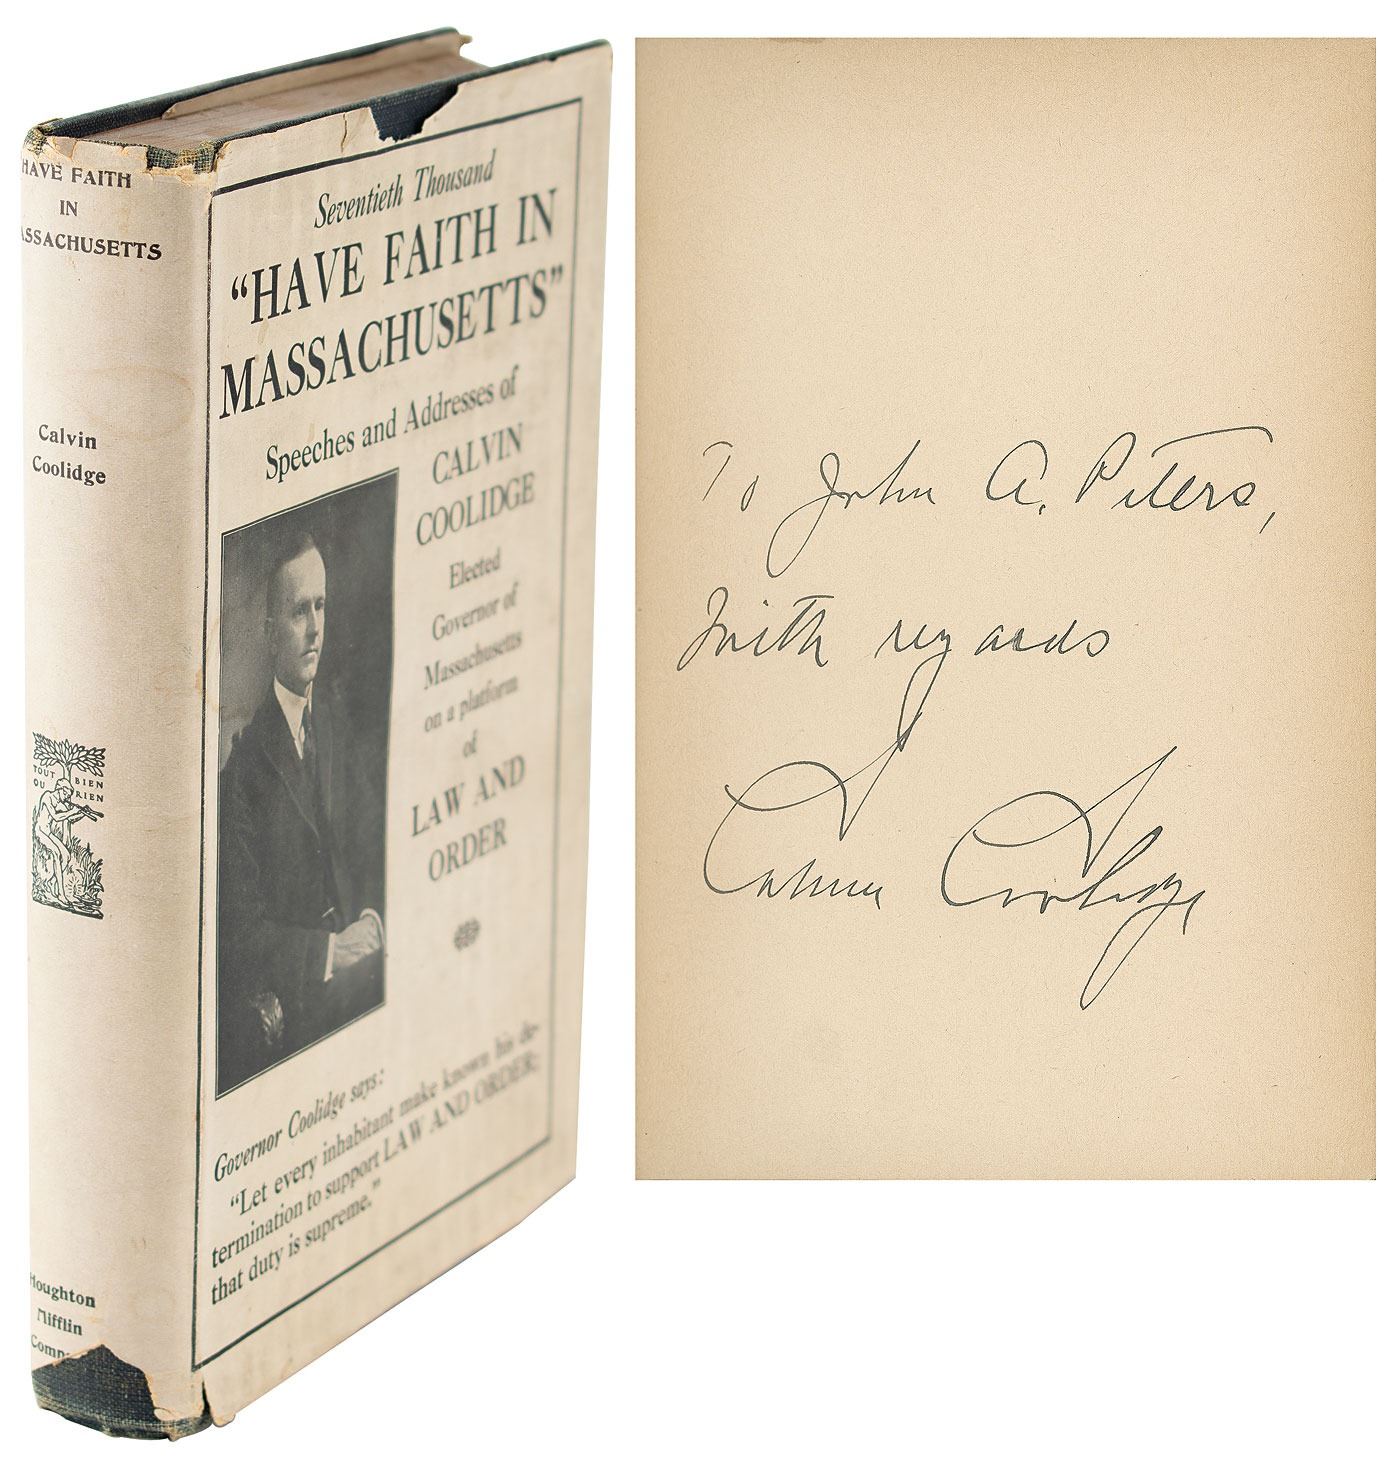 HAVE FAITH
IN
ASSACHUSETTS
Calvin
Coolidge
TOUT BIEN
OU RIEN
Houghton
Mifflin
Comp
Seventieth Thousand
"HAVE FAITH IN
MASSACHUSETTS"
Speeches and Addresses of
CALVIN
COOLIDGE
Elected
Governor of
Massachusetts
on a platform
of
LAW AND
ORDER
Governor Coolidge says:
"Let every inhabitant make known his de-
termination to support LAW AND ORDER;
that duty is supreme."
To John A. Peters,
With regards
Calvin Coolidge